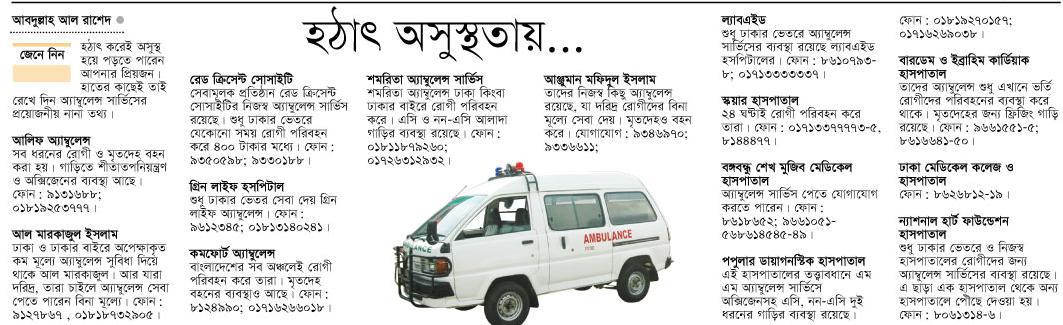 আবদুল্লাহ আল রাশেদ
হঠাৎ অসুস্থতায়...
জেনে নিন
হঠাৎ করেই অসুস্থ
হয়ে পড়তে পারেন
আপনার প্রিয়জন।
হাতের কাছেই তাই
রেখে দিন অ্যাম্বুলেন্স সার্ভিসের
প্রয়োজনীয় নানা তথ্য।
আলিফ অ্যাম্বুলেন্স
সব ধরনের রোগী ও মৃতদেহ বহন
করা হয়। গাড়িতে শীতাতপনিয়ন্ত্রণ
ও অক্সিজেনের ব্যবস্থা আছে।
ফোন : ৯১৩১৬৮৮;
০১৮১৯২৫৩৭৭৭।
আল মারকাজুল ইসলাম
ঢাকা ও ঢাকার বাইরে অপেক্ষাকৃত
কম মূল্যে অ্যাম্বুলেন্স সুবিধা দিয়ে
থাকে আল মারকাজুল। আর যারা
দরিদ্র, তারা চাইলে অ্যাম্বুলেন্স সেবা
পেতে পারেন বিনা মূল্যে। ফোন :
৯১২৭৮৬৭ , ০১৮১৮৭৩২৯০৫।
রেড ক্রিসেন্ট সোসাইটি
সেবামূলক প্রতিষ্ঠান রেড ক্রিসেন্ট
সোসাইটির নিজস্ব অ্যাম্বুলেন্স সার্ভিস
রয়েছে। শুধু ঢাকার ভেতরে
যেকোনো সময় রোগী পরিবহন
করে ৪০০ টাকার মধ্যে। ফোন :
৯৩৫০৫৯৮; ৯৩৩০১৮৮।
গ্রিন লাইফ হসপিটাল
শুধু ঢাকার ভেতর সেবা দেয় গ্রিন
লাইফ অ্যাম্বুলেন্স। ফোন :
৯৬১২৩৪৫; ০১৮১৩১৪০২৪১।
কমফোর্ট অ্যাম্বুলেন্স
বাংলাদেশের সব অঞ্চলেই রোগী
পরিবহন করে তারা। মৃতদেহ
বহনের ব্যবস্থাও আছে। ফোন :
৮১২৪৯৯০; ০১৭১৬২৬৬০১৮।
শমরিতা অ্যাম্বুলেন্স সার্ভিস
শমরিতা অ্যাম্বুলেন্স ঢাকা কিংবা
ঢাকার বাইরে রোগী পরিবহন
করে। এসি ও নন-এসি আলাদা
গাড়ির ব্যবস্থা রয়েছে। ফোন :
০১৮১১৮৭৯২৬০;
০১৭২৬৩১২৯৩২।
আঞ্জুমান মফিদুল ইসলাম
তাদের নিজস্ব কিছু অ্যাম্বুলেন্স
রয়েছে, যা দরিদ্র রোগীদের বিনা
মূল্যে সেবা দেয়। মৃতদেহও বহন
করে। যোগাযোগ : ৯৩৪৬৯৭০;
৯৩৩৬৬১১;
AMBULANCE
ল্যাবএইড
শুধু ঢাকার ভেতরে অ্যাম্বুলেন্স
সার্ভিসের ব্যবস্থা রয়েছে ল্যাবএইড
হসপিটালের। ফোন : ৮৬১০৭৯৩-
৮; ০১৭১৩৩৩৩৩৩৭।
স্কয়ার হাসপাতাল
২৪ ঘণ্টাই রোগী পরিবহন করে
তারা। ফোন : ০১৭১৩৩৭৭৭৭৩-৫,
৮১৪৪৪৭৭।
বঙ্গবন্ধু শেখ মুজিব মেডিকেল
হাসপাতাল
অ্যাম্বুলেন্স সার্ভিস পেতে যোগাযোগ
করতে পারেন। ফোন :
৮৬১৮৬৫২; ৯৬৬১০৫১-
৫৬৮৬১৪৫৪৫-৪৯।
পপুলার ডায়াগনস্টিক হাসপাতাল
এই হাসপাতালের তত্ত্বাবধানে এম
এম অ্যাম্বুলেন্স সার্ভিসে
অক্সিজেনসহ এসি, নন-এসি দুই
ধরনের গাড়ির ব্যবস্থা রয়েছে।
ফোন : ০১৮১৯২৭০১৫৭;
০১৭১৬২৬৯০৩৮।
বারডেম ও ইব্রাহিম কার্ডিয়াক
হাসপাতাল
তাদের অ্যাম্বুলেন্স শুধু এখানে ভর্তি
রোগীদের পরিবহনের ব্যবস্থা করে
থাকে। মৃতদেহের জন্য ফ্রিজিং গাড়ি
রয়েছে। ফোন : ৯৬৬১৫৫১-৫;
৮৬১৬৬৪১-৫০।
ঢাকা মেডিকেল কলেজ ও
হাসপাতাল
ফোন : ৮৬২৬৮১২-১৯।
ন্যাশনাল হার্ট ফাউন্ডেশন
হাসপাতাল
শুধু ঢাকার ভেতরে ও নিজস্ব
হাসপাতালের রোগীদের জন্য
অ্যাম্বুলেন্স সার্ভিসের ব্যবস্থা রয়েছে।
এ ছাড়া এক হাসপাতাল থেকে অন্য
হাসপাতালে পৌঁছে দেওয়া হয়।
ফোন : ৮০৬১৩১৪-৬।